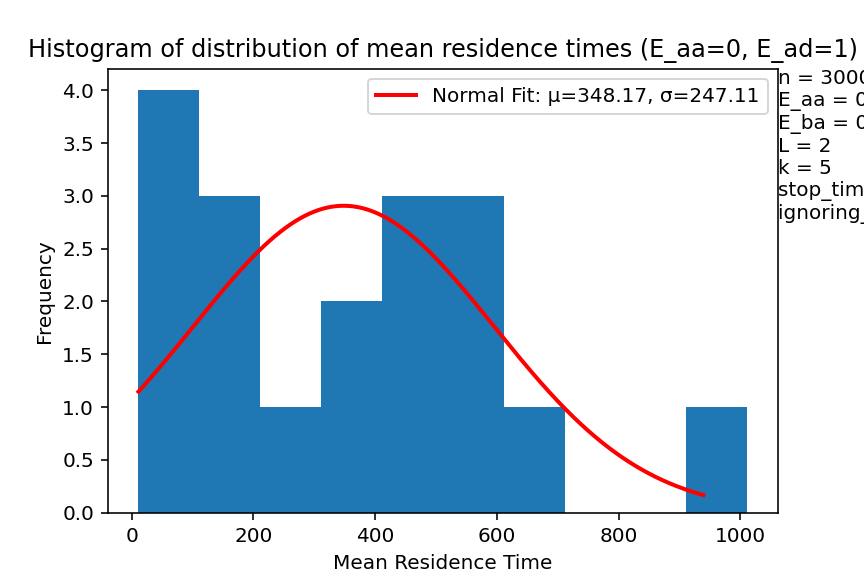 Histogram of distribution of mean residence times (E_aa=0, E_ad=1)
n = 3000
E_aa = 0
E_ba = 0
L = 2
k = 5
stop_tim
ignoring_
Normal Fit: μ=348.17, σ=247.11
4.0
3.5
3.0
2.5
2.0
1.5
1.0
0.5
0.0
Frequency
0 200 400 600 800 1000
Mean Residence Time